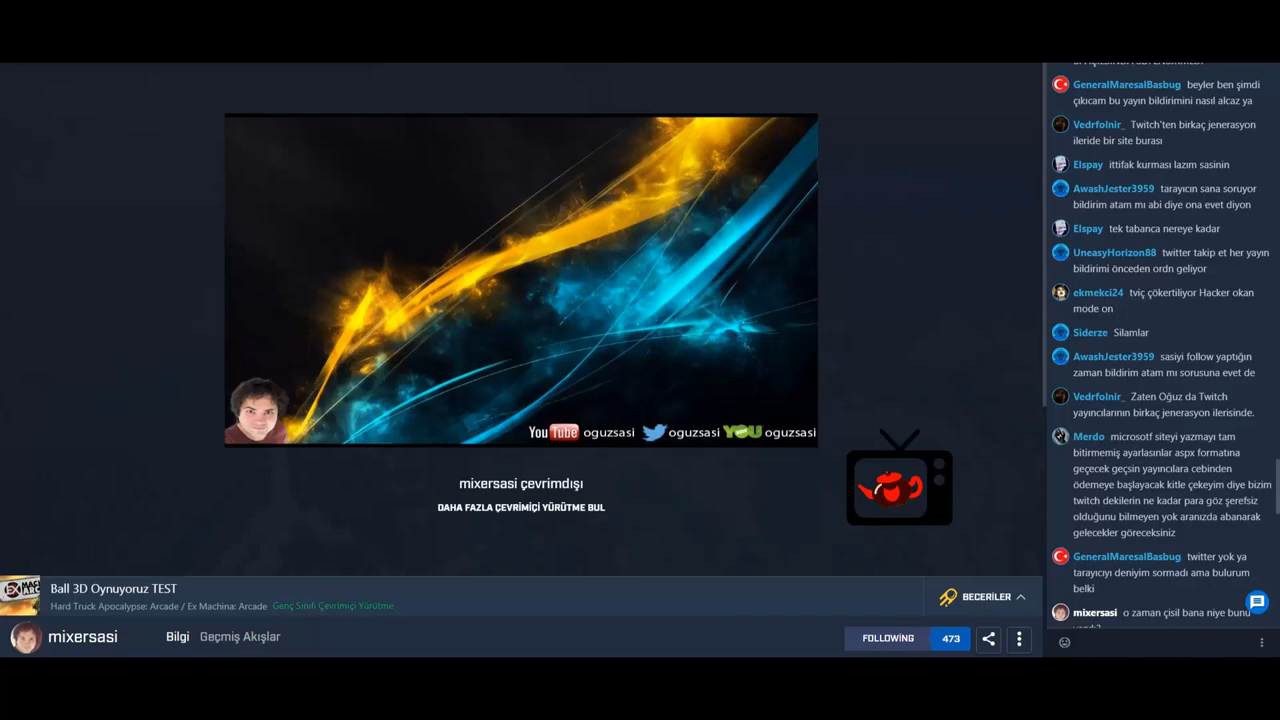 YouTube oguzsasi oguzsasi YOU oguzsasi
mixersasi çevrimdışı
DAHA FAZLA ÇEVRİMİÇİ YÜRÜTME BUL
Ball 3D Oynuyoruz TEST
Hard Truck Apocalypse: Arcade / Ex Machina: Arcade Genç Sınıfı Çevrimiçi Yürütme
BECERİLER
mixersasi Bilgi Geçmiş Akışlar
FOLLOWİNG 473
GeneralMaresalBasbug beyler ben şimdi
çıkıcam bu yayın bildirimini nasıl alcaz ya
Vedrfolnir_ Twitch'ten birkaç jenerasyon
ileride bir site burası
Elspay ittifak kurması lazım sasinin
AwashJester3959 tarayıcın sana soruyor
bildirim atam mı abi diye ona evet diyon
Elspay tek tabanca nereye kadar
UneasyHorizon88 twitter takip et her yayın
bildirimi önceden ordn geliyor
ekmekci24 tviç çökertiliyor Hacker okan
mode on
Siderze Silamlar
AwashJester3959 sasiyi follow yaptığın
zaman bildirim atam mı sorusuna evet de
Vedrfolnir_ Zaten Oğuz da Twitch
yayıncılarının birkaç jenerasyon ilerisinde.
Merdo microsotf siteyi yazmayı tam
bitirmemiş ayarlasınlar aspx formatına
geçecek geçsin yayıncılara cebinden
ödemeye başlayacak kitle çekeyim diye bizim
twitch dekilerin ne kadar para göz şerefsiz
olduğunu bilmeyen yok aranızda abanarak
gelecekler göreceksiniz
GeneralMaresalBasbug twitter yok ya
tarayıcıyı deniyim sormadı ama bulurum
belki
mixersasi o zaman çisil bana niye bunu